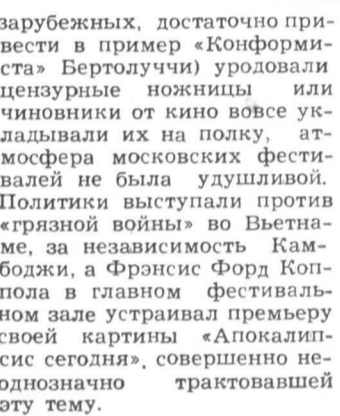 зарубежных, достаточно при-
вести в пример «Конформи-
ста» Бертолуччи) уродовали
цензурные ножницы или
чиновники от кино вовсе ук-
ладывали их на полку, ат-
мосфера московских фести-
валей не была удушливой.
Политики выступали против
«грязной войны» во Вьетна-
ме, за независимость Кам-
боджи, а Фрэнсис Форд Коп-
пола в главном фестиваль-
ном зале устраивал премьеру
своей картины «Апокалип-
сис сегодня», совершенно не-
однозначно трактовавшей
эту тему.